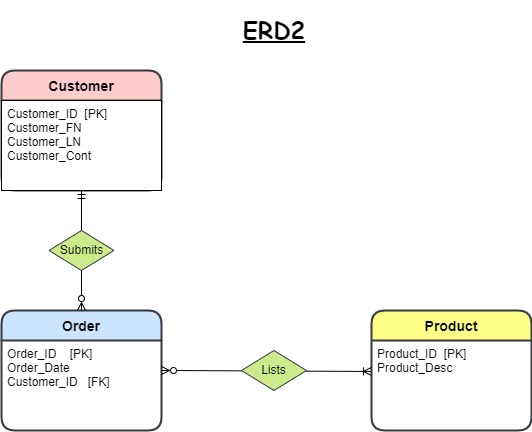 ERD2
Customer
Customer_ID [PK]
Customer_FN
Customer_LN
Customer_Cont
Submits
Order
Order_ID [PK]
Order_Date
Customer_ID [FK]
Lists
Product
Product_ID [PK]
Product_Desc